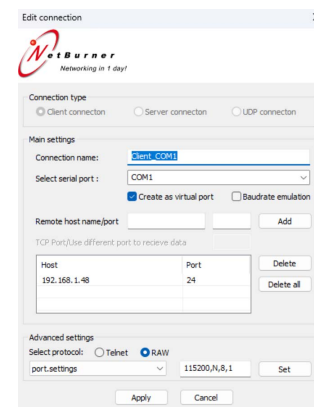 Edit connection
NetBurner
Networking in 1 day!
Connection type
Client connecton
Server connecton
UDP connecton
Main settings
Connection name:
Client_COM1
Select serial port :
COM1
Create as virtual port
Baudrate emulation
Remote host name/port
Add
TCP Port/Use different port to recieve data
Host
Port
Delete
192.168.1.48
24
Delete all
Advanced settings
Select protocol:
Telnet
RAW
port.settings
115200,N,8,1
Set
Apply
Cancel